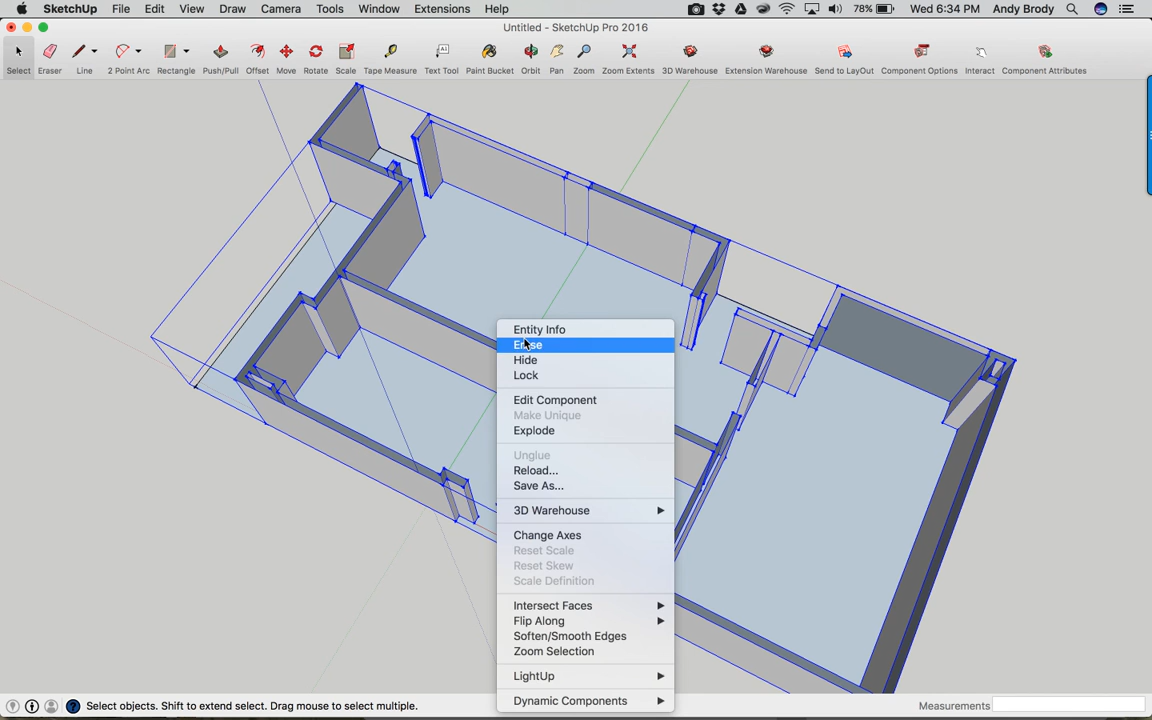 SketchUp File Edit View Draw Camera Tools Window Extensions Help 78% Wed 6:34 PM Andy Brody
Untitled - SketchUp Pro 2016
Select Eraser Line 2 Point Arc Rectangle Push/Pull Offset Move Rotate Scale Tape Measure Text Tool Paint Bucket Orbit Pan Zoom Zoom Extents 3D Warehouse Extension Warehouse Send to LayOut Component Options Interact Component Attributes
Entity Info
Erase
Hide
Lock
Edit Component
Make Unique
Explode
Unglue
Reload...
Save As...
3D Warehouse
Change Axes
Reset Scale
Reset Skew
Scale Definition
Intersect Faces
Flip Along
Soften/Smooth Edges
Zoom Selection
LightUp
Dynamic Components
Select objects. Shift to extend select. Drag mouse to select multiple. Measurements